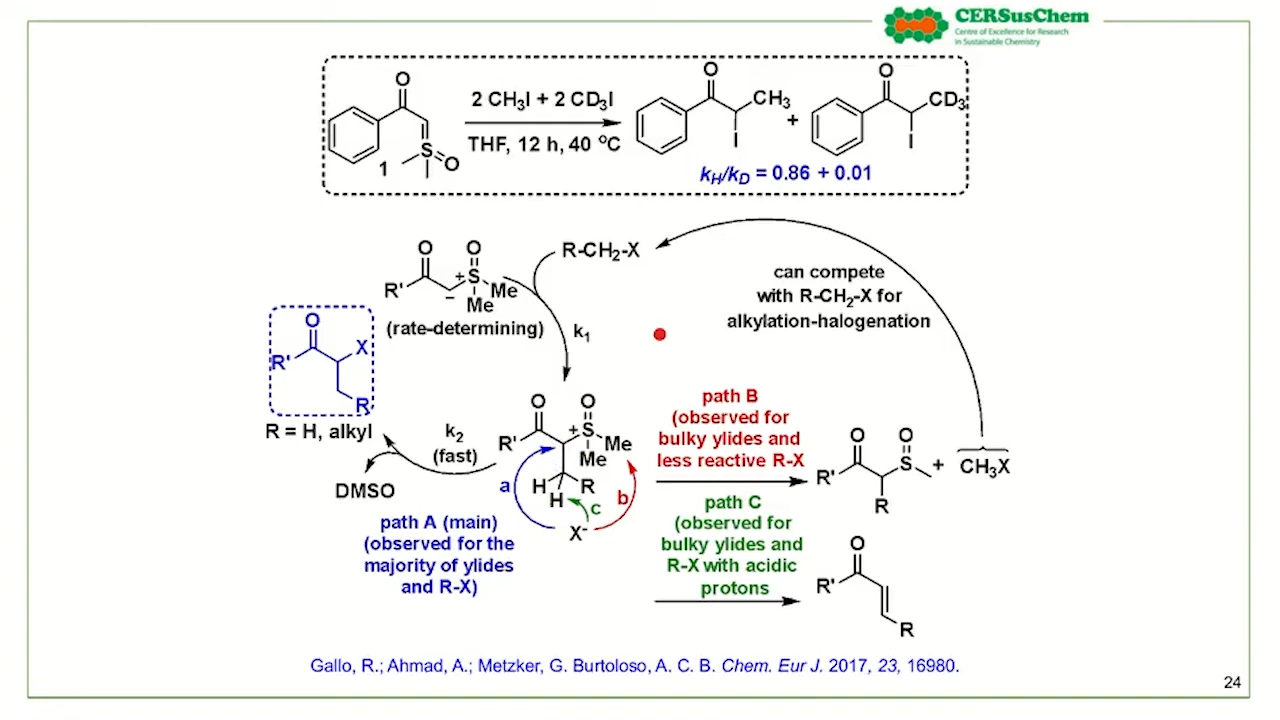 CERSusChem
Centre of Excellence for Research
in Sustainable Chemistry
O
S
O
1
2 CH3I + 2 CD3I
THF, 12 h, 40 ºC
O
CH3
I
+
O
CD3
I
kH/kD = 0.86 + 0.01
O
O
R'
+
S
−
Me
Me
(rate-determining)
R-CH2-X
k1
can compete
with R-CH2-X for
alkylation-halogenation
O
X
R'
R
R = H, alkyl
k2
(fast)
DMSO
O
O
R'
+
S
Me
Me
H
R
H
a
b
c
X-
path A (main)
(observed for the
majority of ylides
and R-X)
path B
(observed for
bulky ylides and
less reactive R-X
path C
(observed for
bulky ylides and
R-X with acidic
protons
O
O
R'
S
R
+
CH3X
O
R'
R
Gallo, R.; Ahmad, A.; Metzker, G. Burtoloso, A. C. B. Chem. Eur J. 2017, 23, 16980.
24